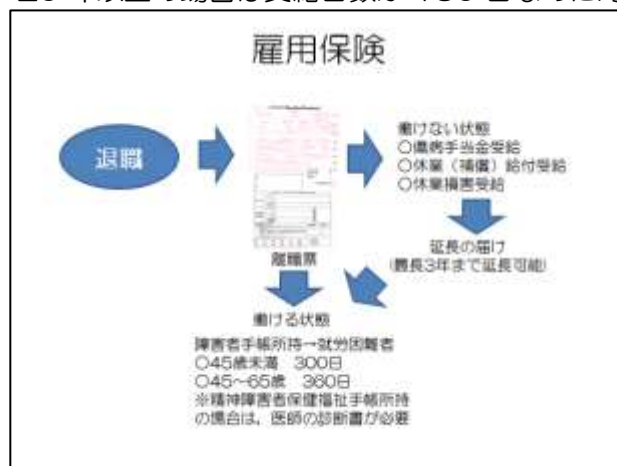 雇用保険
退職
離職票
働けない状態
○傷病手当金受給
○休業（補償）給付受給
○休業損害受給
延長の届け
(最長3年まで延長可能)
働ける状態
障害者手帳所持→就労困難者
○45歳未満　300日
○45～65歳　360日
※精神障害者保健福祉手帳所持
の場合は、医師の診断書が必要